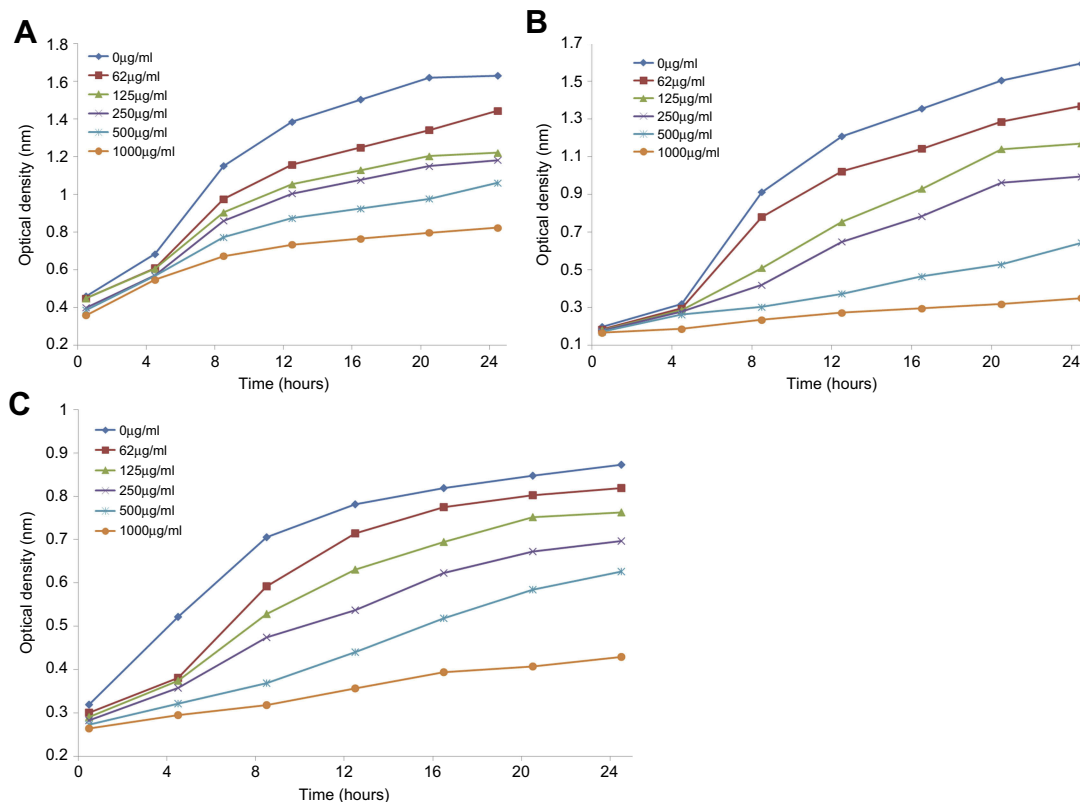 A
1.8
1.6
1.4
1.2
1
0.8
0.6
0.4
0.2
Optical density (nm)
0μg/ml
62μg/ml
125μg/ml
250μg/ml
500μg/ml
1000μg/ml
0 4 8 12 16 20 24
Time (hours)
B
1.7
1.5
1.3
1.1
0.9
0.7
0.5
0.3
0.1
Optical density (nm)
0μg/ml
62μg/ml
125μg/ml
250μg/ml
500μg/ml
1000μg/ml
0 4 8 12 16 20 24
Time (hours)
C
1
0.9
0.8
0.7
0.6
0.5
0.4
0.3
0.2
Optical density (nm)
0μg/ml
62μg/ml
125μg/ml
250μg/ml
500μg/ml
1000μg/ml
0 4 8 12 16 20 24
Time (hours)